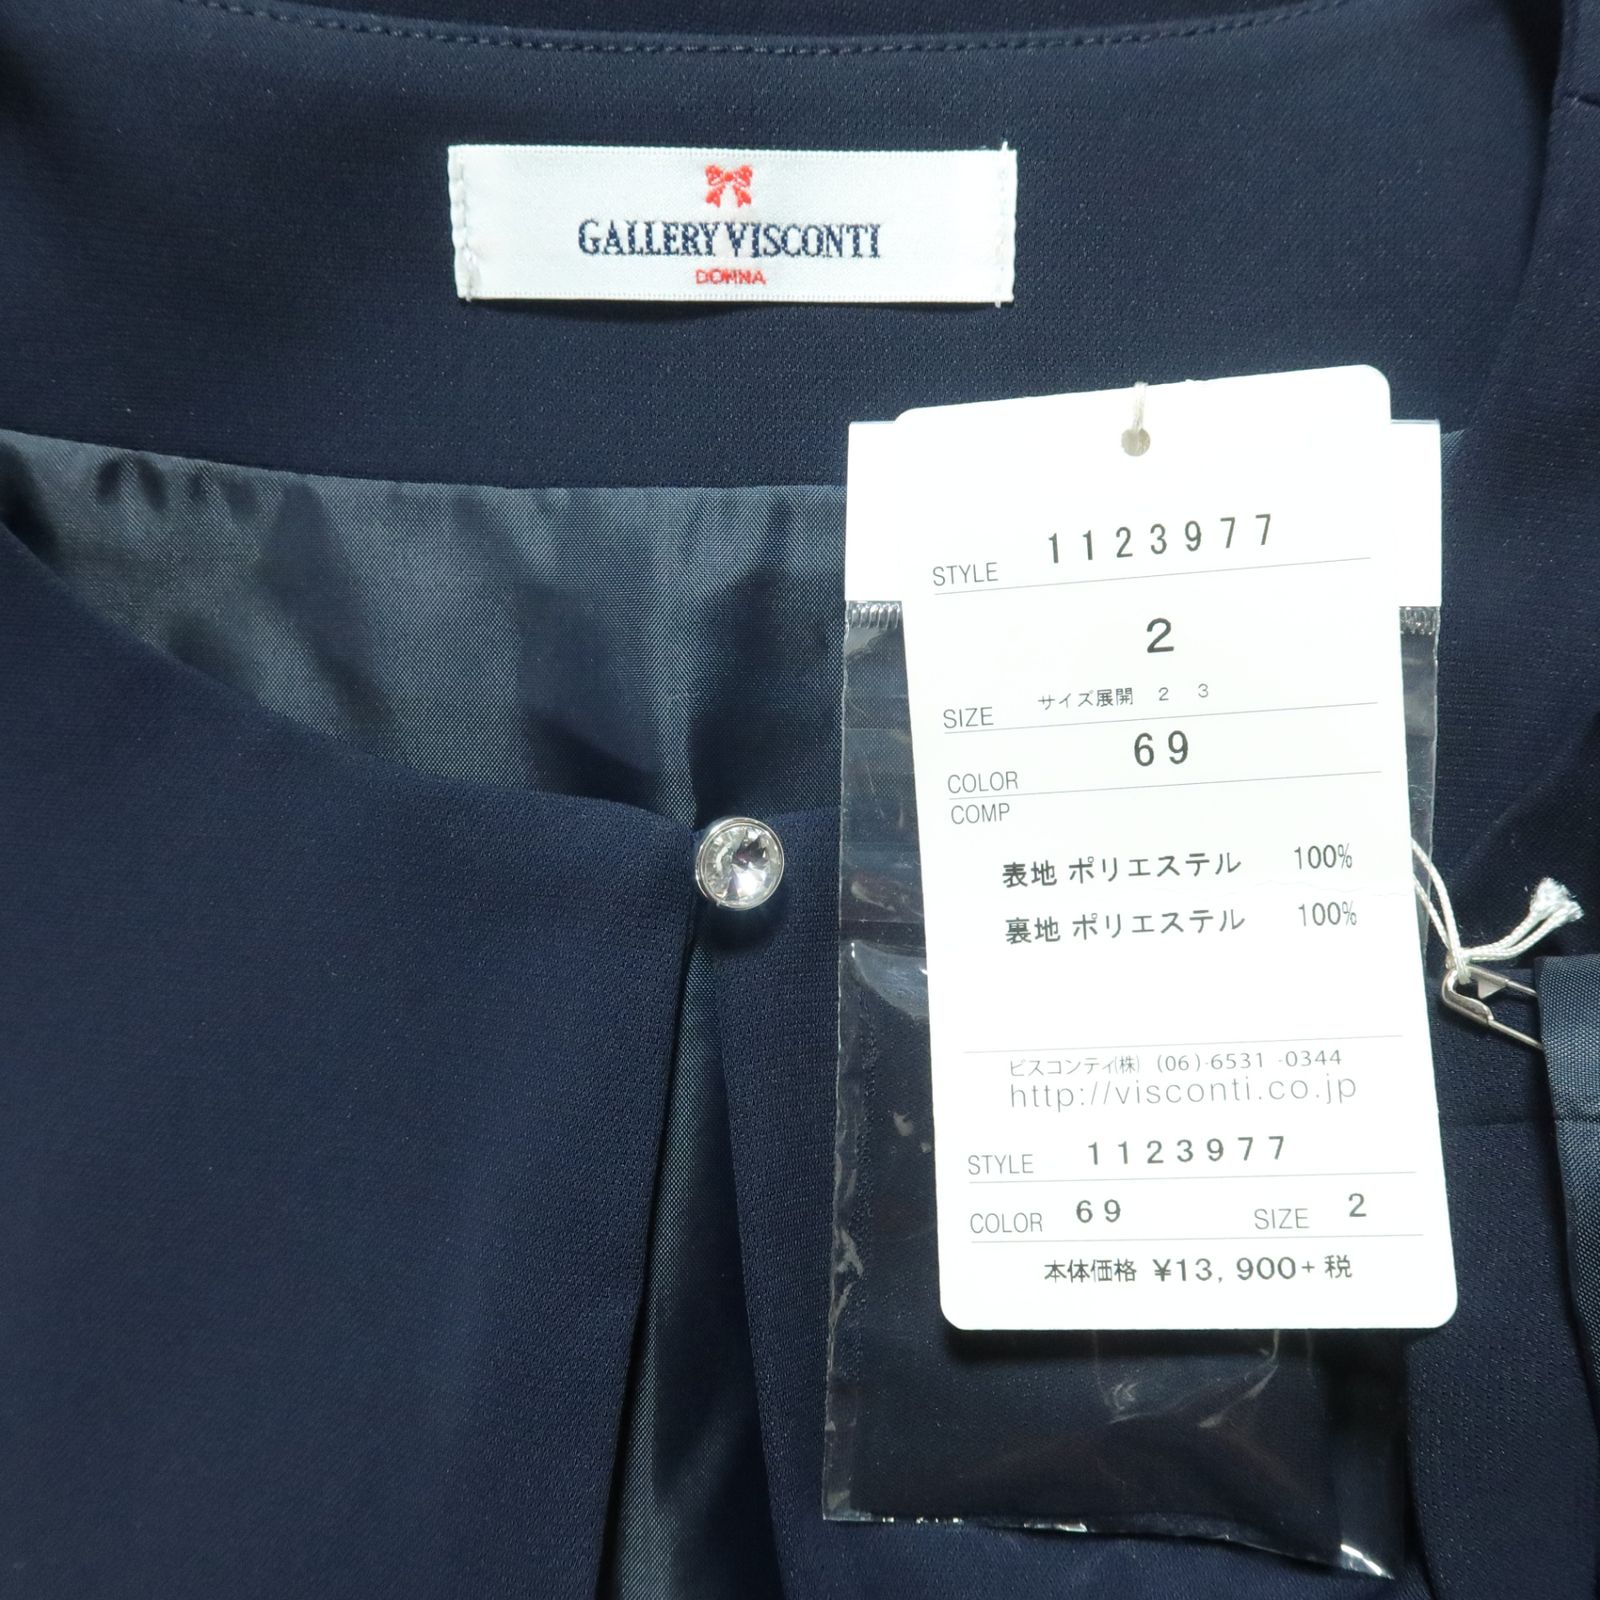 GALLERY VISCONTI
DONNA
STYLE 1123977
2
SIZE サイズ展開 2 3
COLOR 69
COMP
表地 ポリエステル 100%
裏地 ポリエステル 100%
ビスコンティ㈱ (06)-6531-0344
http://visconti.co.jp
STYLE 1123977
COLOR 69 SIZE 2
本体価格 ¥13,900+税